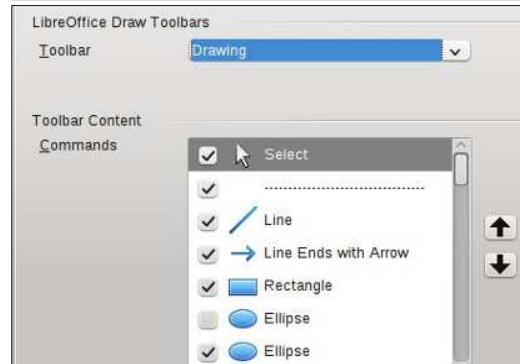 LibreOffice Draw Toolbars
Toolbar
Drawing
Toolbar Content
Commands
Select
--------------------------------
Line
Line Ends with Arrow
Rectangle
Ellipse
Ellipse